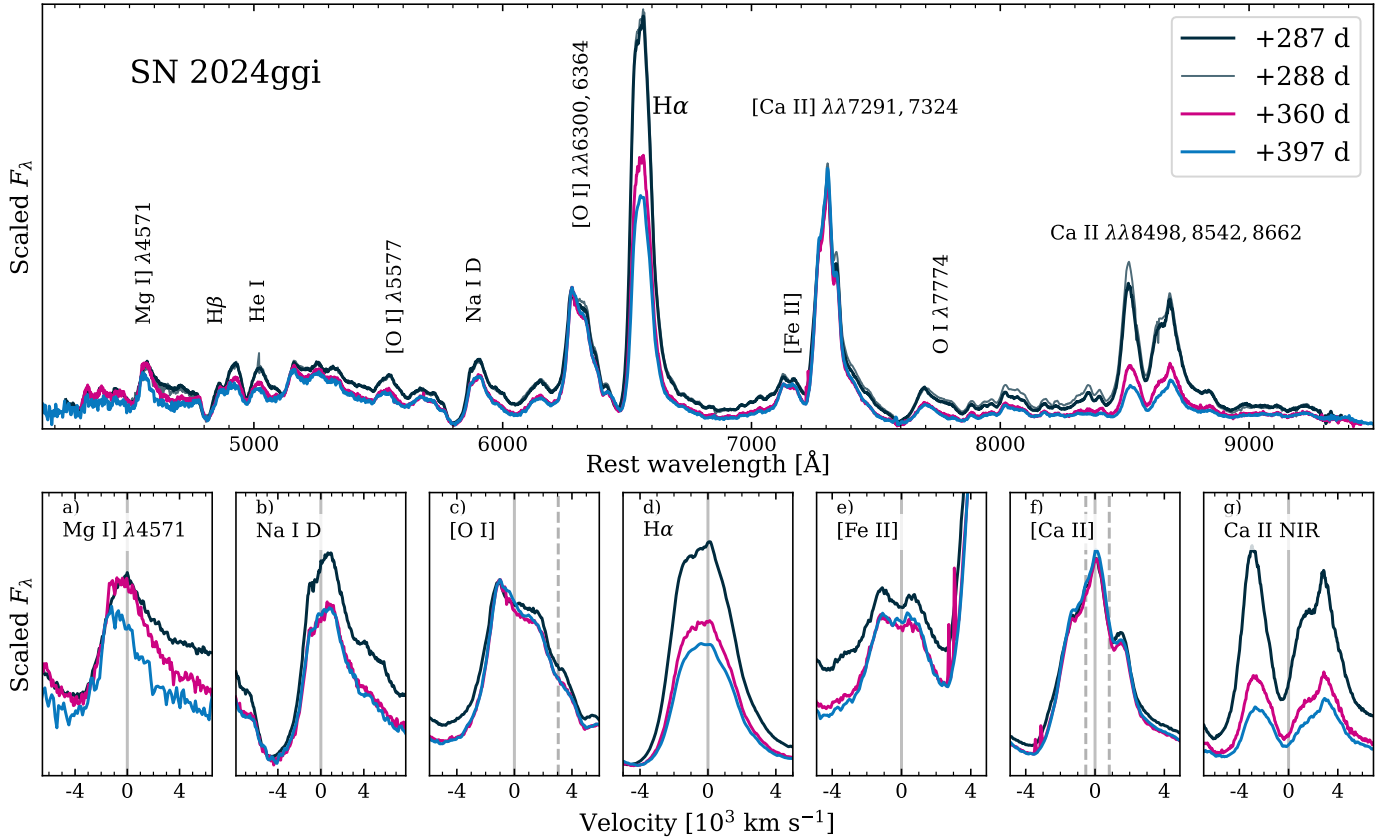 SN 2024ggi
+287 d
+288 d
+360 d
+397 d
Scaled Fλ
Mg I] λ4571
Hβ
He I
[O I] λ5577
Na I D
[O I] λλ6300, 6364
Hα
[Ca II] λλ7291, 7324
[Fe II]
O I λ7774
Ca II λλ8498, 8542, 8662
5000 6000 7000 8000 9000
Rest wavelength [Å]
Scaled Fλ
a)
Mg I] λ4571
b)
Na I D
c)
[O I]
d)
Hα
e)
[Fe II]
f)
[Ca II]
g)
Ca II NIR
-4 0 4 -4 0 4 -4 0 4 -4 0 4 -4 0 4 -4 0 4 -4 0 4
Velocity [10³ km s⁻¹]